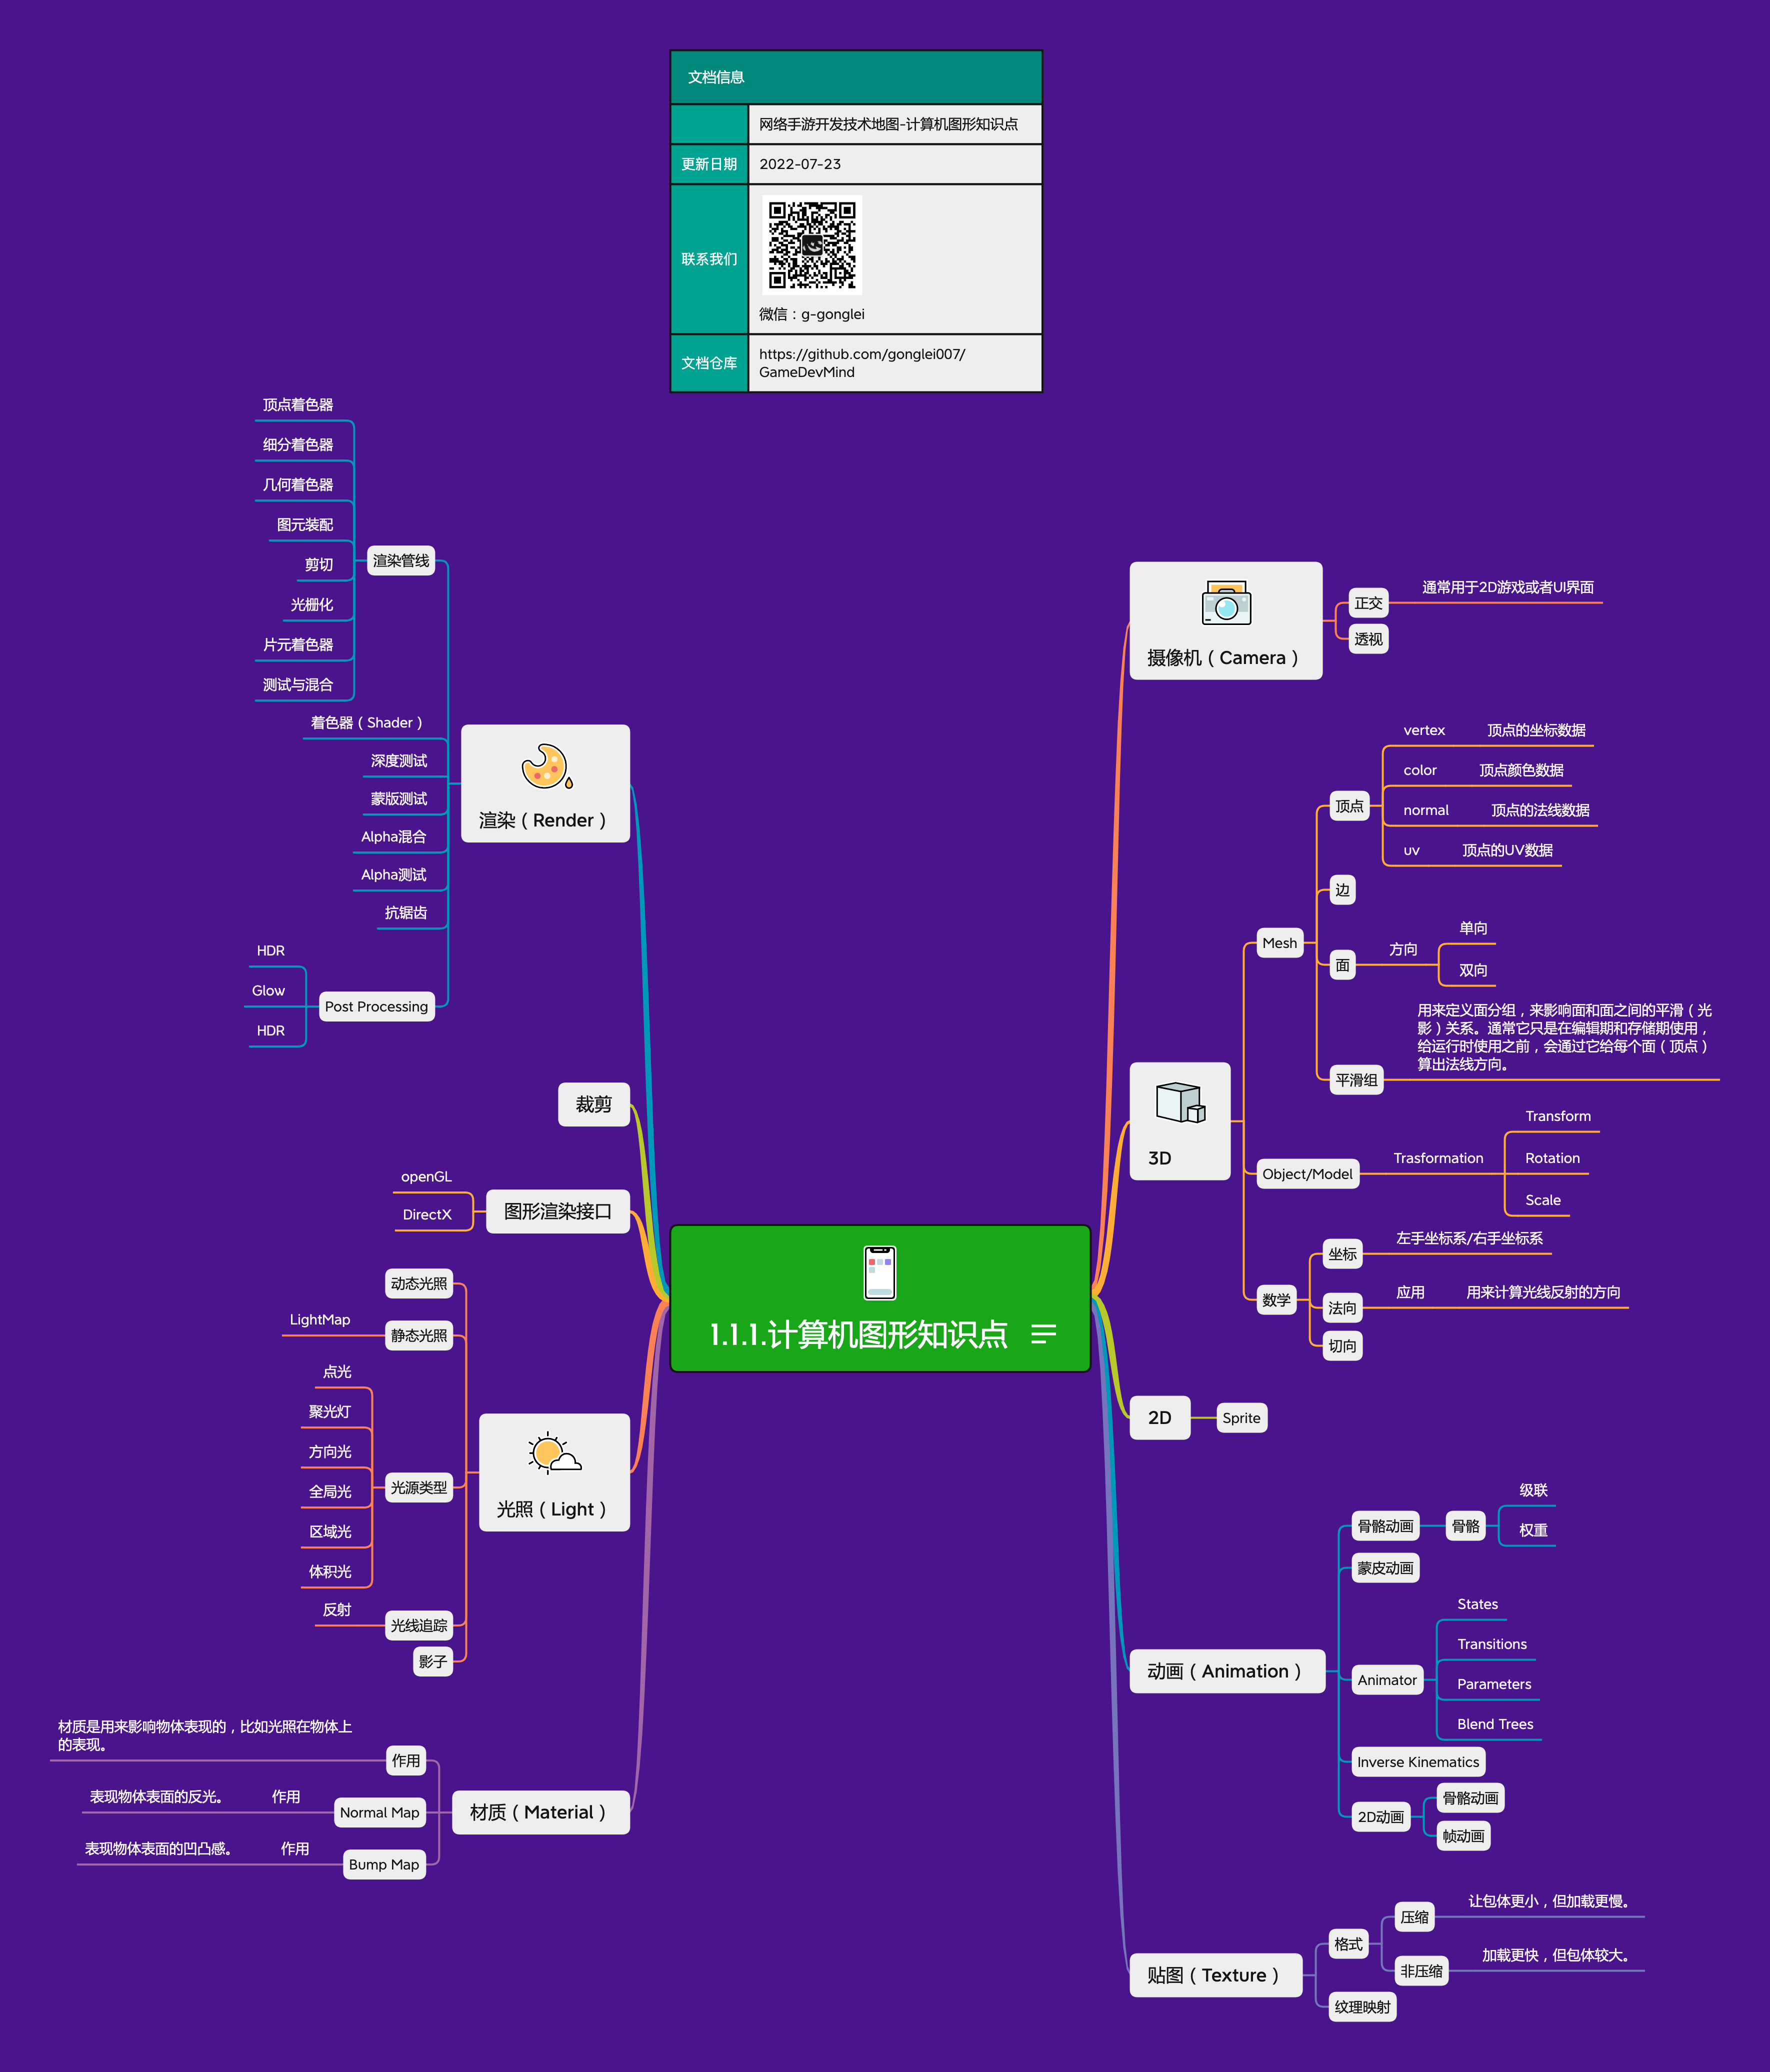 文档信息
网络手游开发技术地图-计算机图形知识点
更新日期
2022-07-23
联系我们
微信：g-gonglei
文档仓库
https://github.com/gonglei007/
GameDevMind
1.1.1.计算机图形知识点
摄像机（Camera）
正交
通常用于2D游戏或者UI界面
透视
3D
Mesh
顶点
vertex
顶点的坐标数据
color
顶点颜色数据
normal
顶点的法线数据
uv
顶点的UV数据
边
面
方向
单向
双向
平滑组
用来定义面分组，来影响面和面之间的平滑（光
影）关系。通常它只是在编辑期和存储期使用，
给运行时使用之前，会通过它给每个面（顶点）
算出法线方向。
Object/Model
Trasformation
Transform
Rotation
Scale
数学
坐标
左手坐标系/右手坐标系
法向
应用
用来计算光线反射的方向
切向
2D
Sprite
动画（Animation）
骨骼动画
骨骼
级联
权重
蒙皮动画
Animator
States
Transitions
Parameters
Blend Trees
Inverse Kinematics
2D动画
骨骼动画
帧动画
贴图（Texture）
格式
压缩
让包体更小，但加载更慢。
非压缩
加载更快，但包体较大。
纹理映射
渲染（Render）
渲染管线
顶点着色器
细分着色器
几何着色器
图元装配
剪切
光栅化
片元着色器
测试与混合
着色器（Shader）
深度测试
蒙版测试
Alpha混合
Alpha测试
抗锯齿
Post Processing
HDR
Glow
HDR
裁剪
图形渲染接口
openGL
DirectX
光照（Light）
动态光照
静态光照
LightMap
光源类型
点光
聚光灯
方向光
全局光
区域光
体积光
光线追踪
反射
影子
材质（Material）
作用
材质是用来影响物体表现的，比如光照在物体上
的表现。
Normal Map
作用
表现物体表面的反光。
Bump Map
作用
表现物体表面的凹凸感。